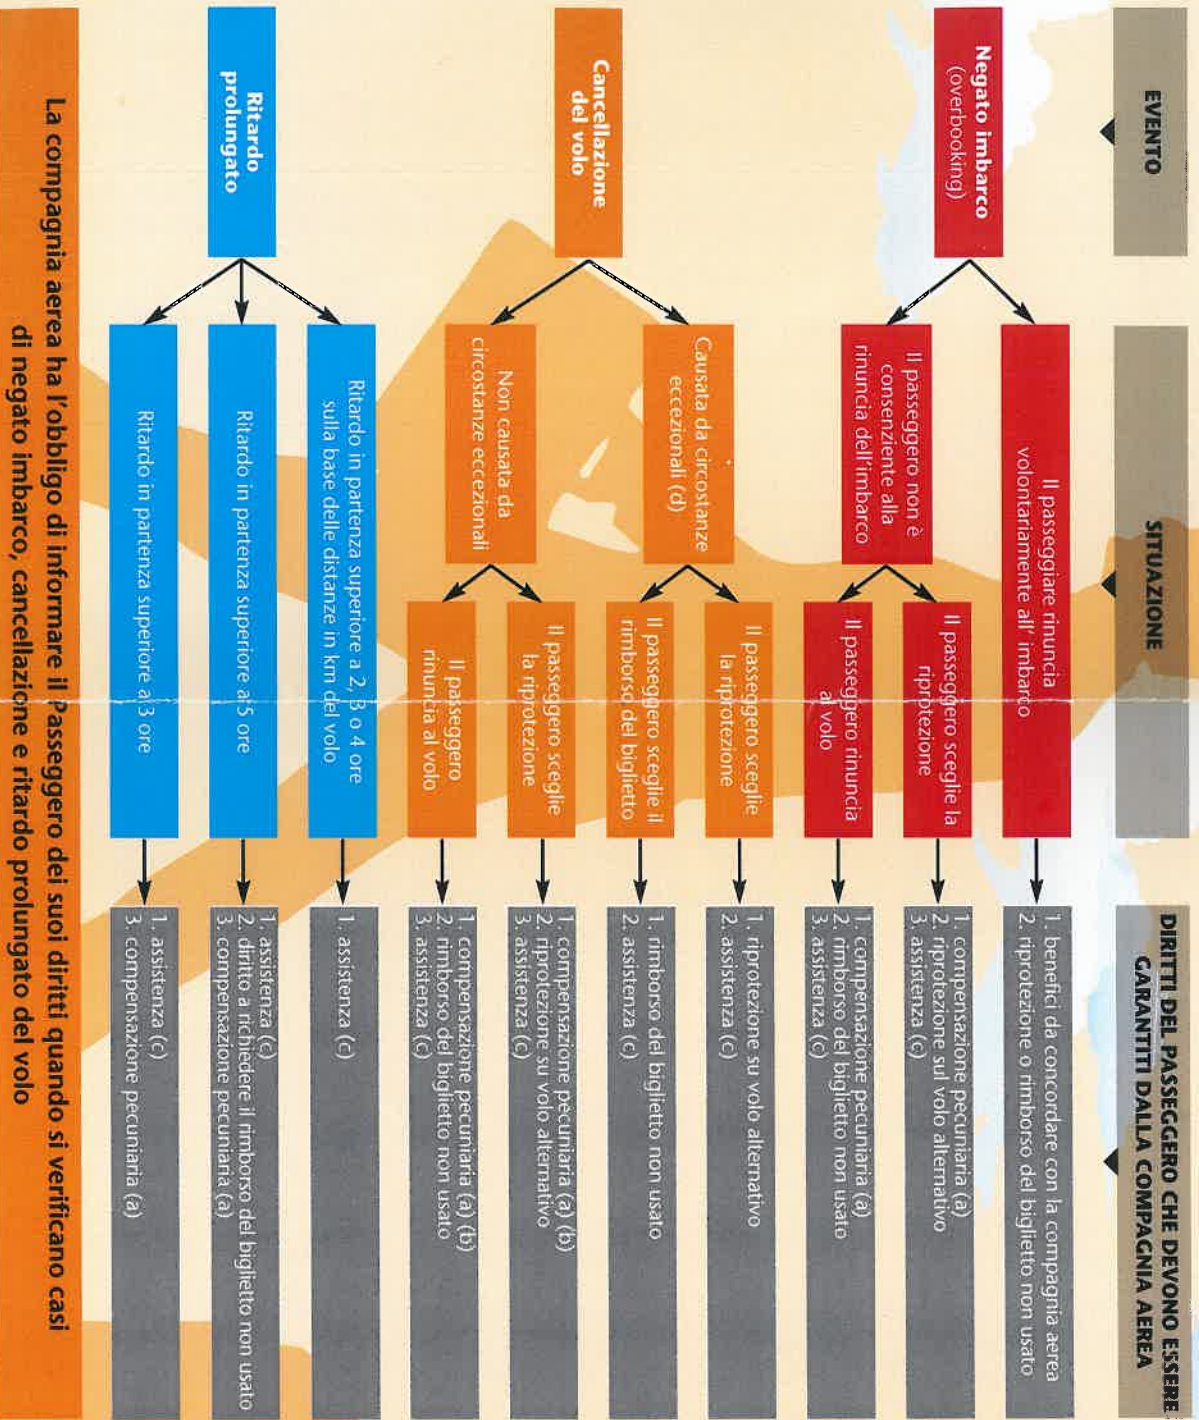 EVENTO
SITUAZIONE
DIRITTI DEL PASSEGGERO CHE DEVONO ESSERE
GARANTITI DALLA COMPAGNIA AEREA
Negato imbarco
(overbooking)
Il passeggiare rinuncia
volontariamente all' imbarco
1. benefici da concordare con la compagnia aerea
2. riprotezione o rimborso del biglietto non usato
Il passeggero non è
consenziente alla
rinuncia dell'imbarco
Il passeggero sceglie la
riprotezione
1. compensazione pecuniaria (a)
2. riprotezione sul volo alternativo
3. assistenza (c)
Il passeggero rinuncia
al volo
1. compensazione pecuniaria (a)
2. rimborso del biglietto non usato
3. assistenza (c)
Cancellazione
del volo
Causata da circostanze
eccezionali (d)
Il passeggero sceglie
la riprotezione
1. riprotezione su volo alternativo
2. assistenza (c)
Il passeggero sceglie il
rimborso del biglietto
1. rimborso del biglietto non usato
2. assistenza (c)
Non causata da
circostanze eccezionali
Il passeggero sceglie
la riprotezione
1. compensazione pecuniaria (a) (b)
2. riprotezione su volo alternativo
3. assistenza (c)
Il passeggero
rinuncia al volo
1. compensazione pecuniaria (a) (b)
2. rimborso del biglietto non usato
3. assistenza (c)
Ritardo
prolungato
Ritardo in partenza superiore a 2, 3 o 4 ore
sulla base delle distanze in km del volo
1. assistenza (c)
Ritardo in partenza superiore a 5 ore
1. assistenza (c)
2. diritto a richiedere il rimborso del biglietto non usato
3. compensazione pecuniaria (a)
Ritardo in partenza superiore a 3 ore
1. assistenza (c)
3. compensazione pecuniaria (a)
La compagnia aerea ha l'obbligo di informare il Passeggero dei suoi diritti quando si verificano casi
di negato imbarco, cancellazione e ritardo prolungato del volo